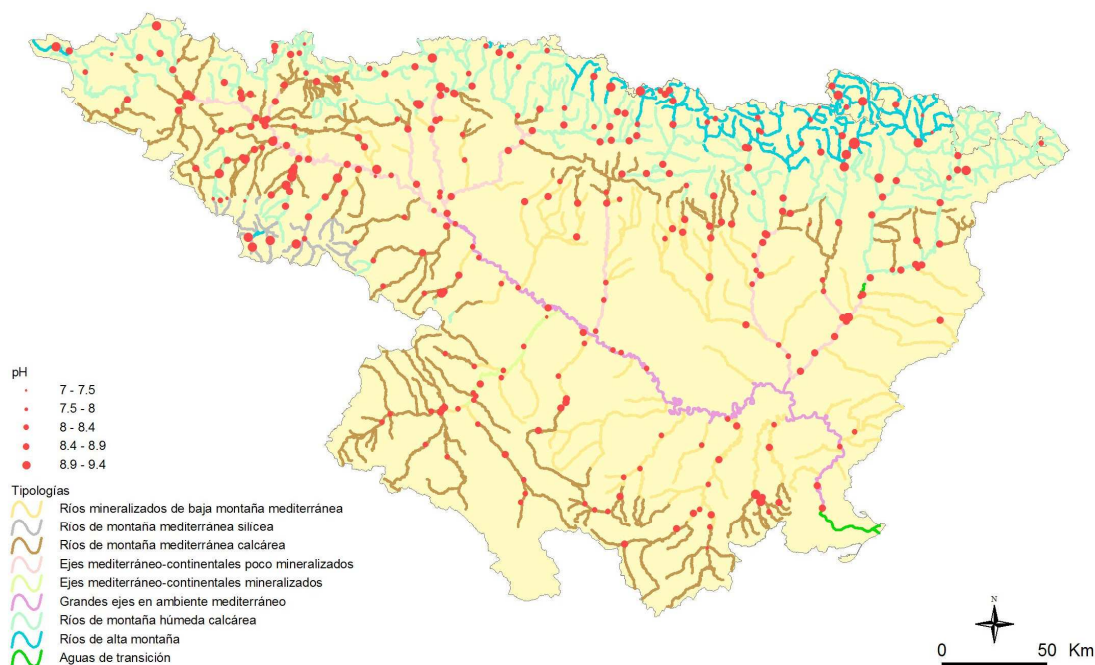 pH
7 - 7.5
7.5 - 8
8 - 8.4
8.4 - 8.9
8.9 - 9.4
Tipologías
Ríos mineralizados de baja montaña mediterránea
Ríos de montaña mediterránea silícea
Ríos de montaña mediterránea calcárea
Ejes mediterráneo-continentales poco mineralizados
Ejes mediterráneo-continentales mineralizados
Grandes ejes en ambiente mediterráneo
Ríos de montaña húmeda calcárea
Ríos de alta montaña
Aguas de transición
N
0 50 Km